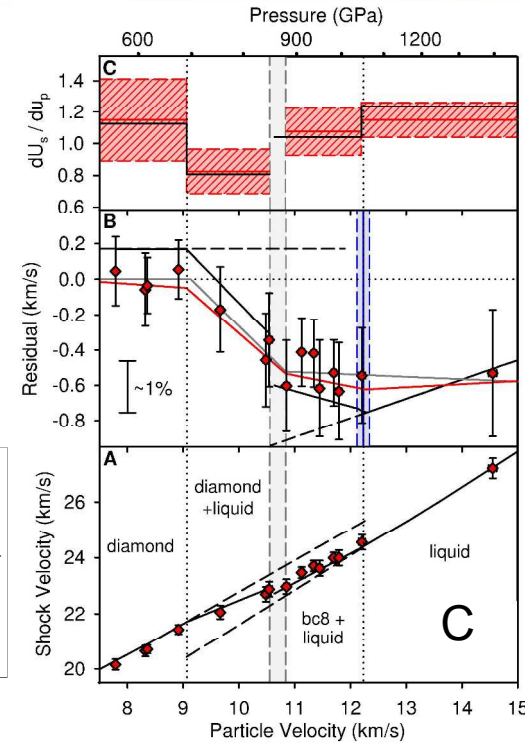 Pressure (GPa)
600 900 1200
C
1.4
1.2
1.0
0.8
0.6
dUs / dup
B
0.2
0.0
-0.2
-0.4
-0.6
-0.8
Residual (km/s)
~1%
A
26
24
22
20
Shock Velocity (km/s)
diamond
+liquid
diamond
liquid
bc8 +
liquid
C
8 9 10 11 12 13 14 15
Particle Velocity (km/s)